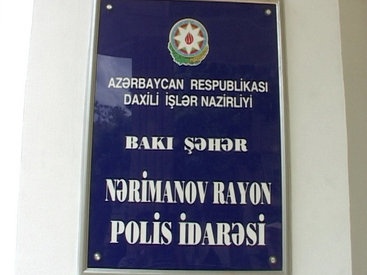 AZƏRBAYCAN RESPUBLİKASI
DAXİLİ İŞLƏR NAZİRLİYİ
BAKI ŞƏHƏR
NƏRİMANOV RAYON
POLİS İDARƏSİ